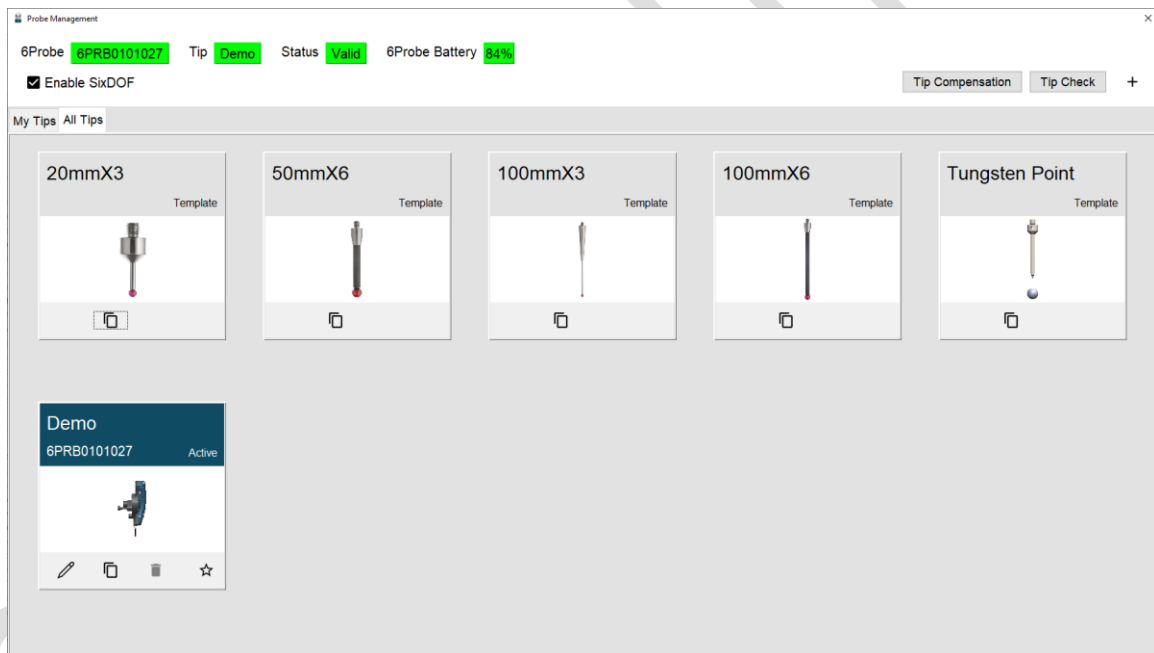 Probe Management
6Probe 6PRB0101027 Tip Demo Status Valid 6Probe Battery 84%
Enable SixDOF
Tip Compensation Tip Check +
My Tips All Tips
20mmX3
Template
50mmX6
Template
100mmX3
Template
100mmX6
Template
Tungsten Point
Template
Demo
6PRB0101027 Active